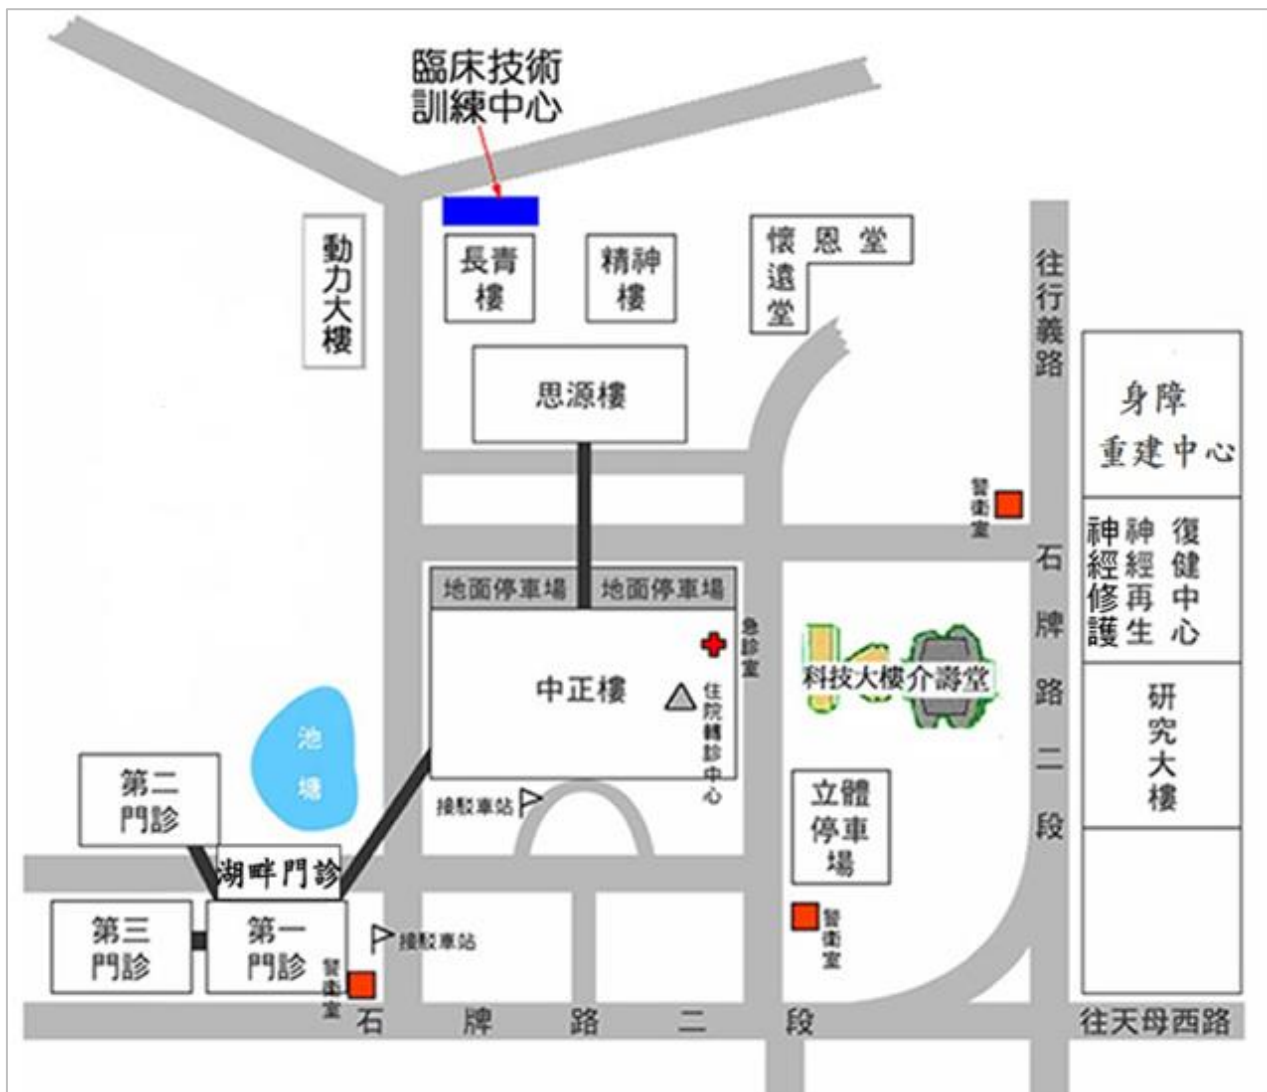 臨床技術
訓練中心
動力大樓
長青
樓
精神
樓
懷恩堂
遠堂
往行義路
思源樓
身障
重建中心
警衛室
神經修護
神經再生
復健中心
石牌路二段
地面停車場
地面停車場
急診室
中正樓
住院轉診中心
科技大樓
介壽堂
研究大樓
池塘
第二
門診
接駁車站
立體
停車
場
湖畔門診
第三
門診
第一
門診
接駁車站
警衛室
警衛室
石牌路二段
往天母西路